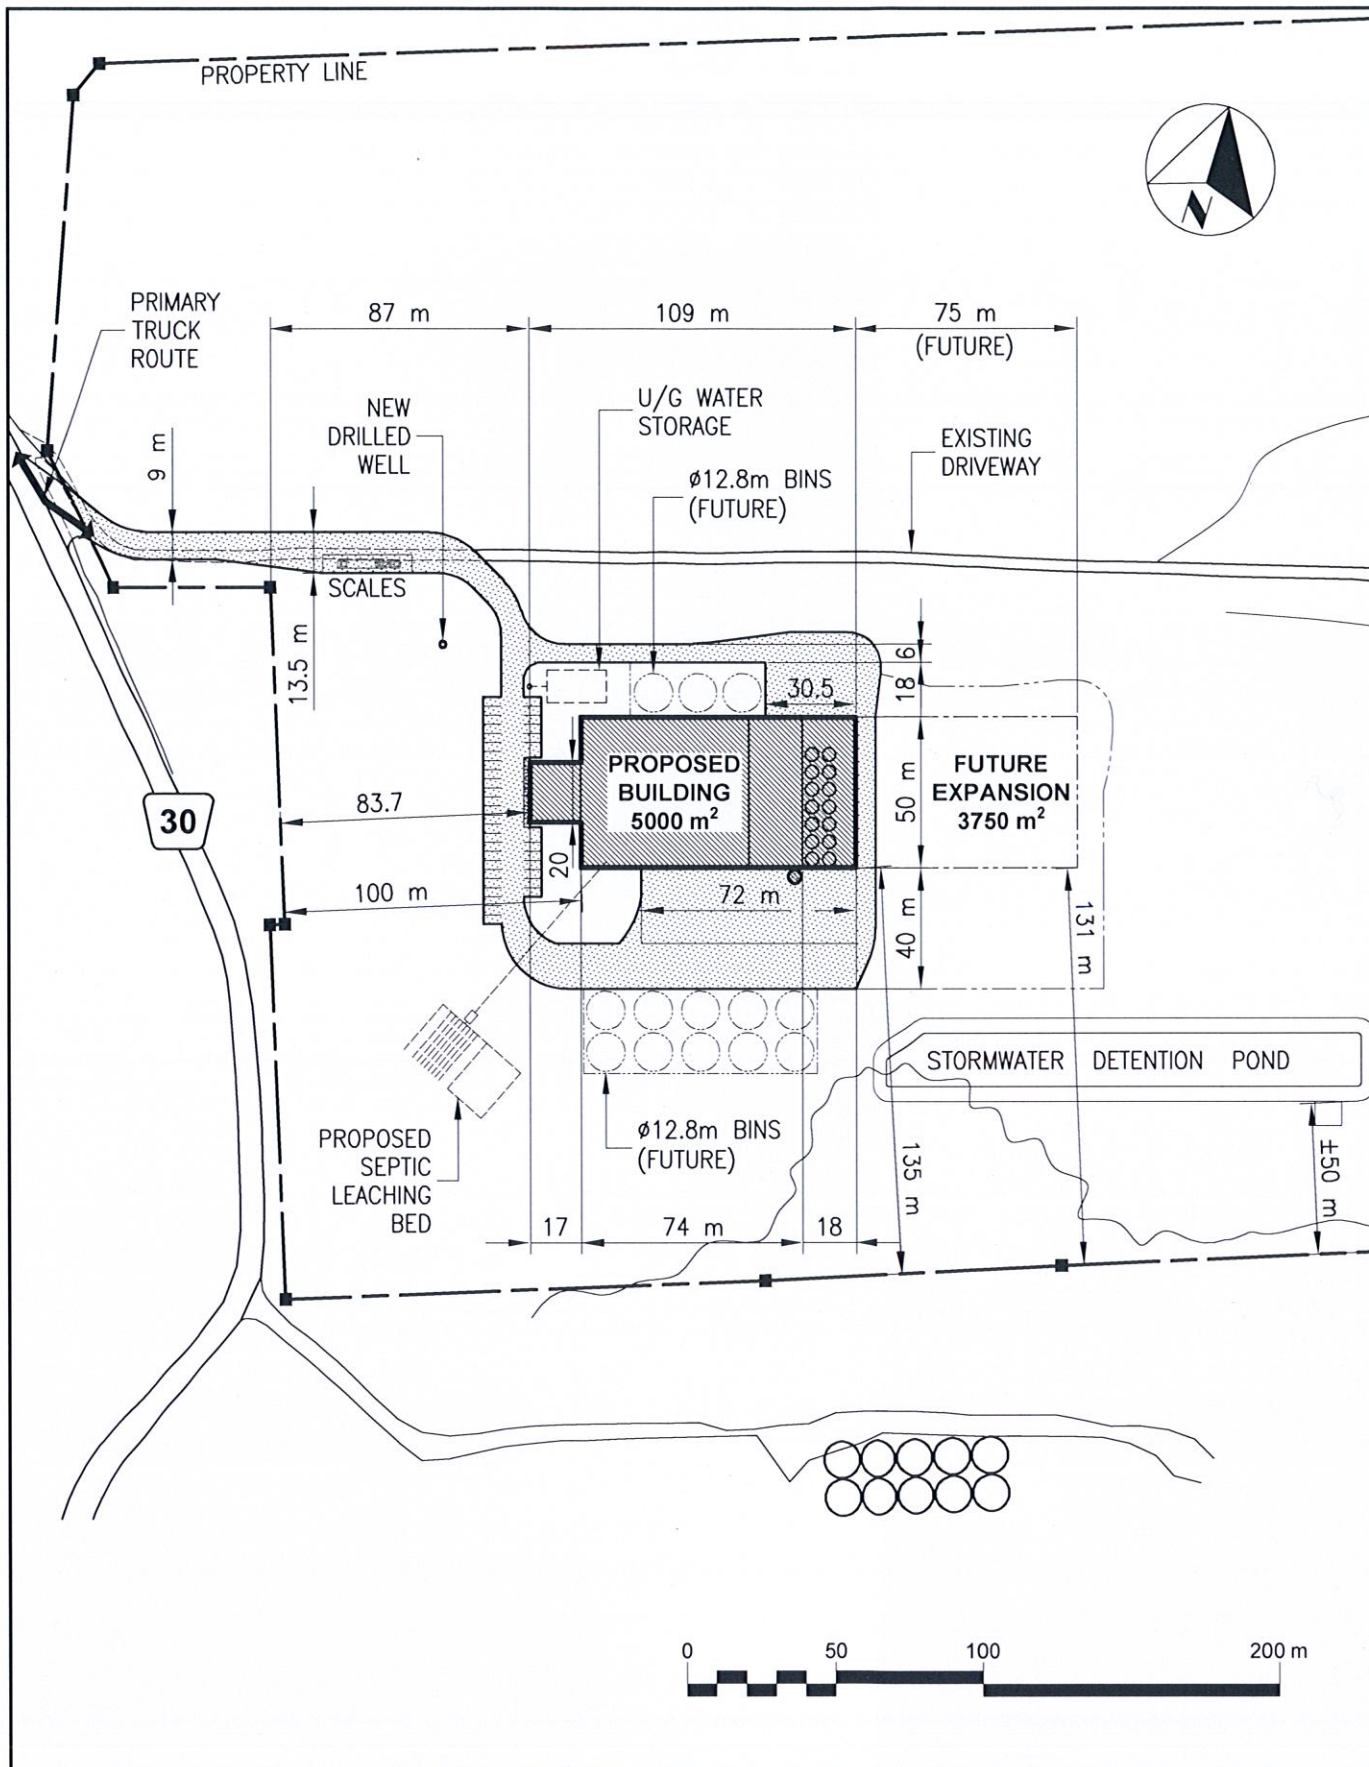 PROPERTY LINE
N
PRIMARY
TRUCK
ROUTE
87 m
109 m
75 m
(FUTURE)
NEW
DRILLED
WELL
U/G WATER
STORAGE
ø12.8m BINS
(FUTURE)
EXISTING
DRIVEWAY
9 m
SCALES
13.5 m
6
18
30.5
PROPOSED
BUILDING
5000 m²
FUTURE
EXPANSION
3750 m²
50 m
83.7
30
20
100 m
72 m
40 m
131 m
STORMWATER DETENTION POND
PROPOSED
SEPTIC
LEACHING
BED
ø12.8m BINS
(FUTURE)
135 m
±50 m
17
74 m
18
0
50
100
200 m